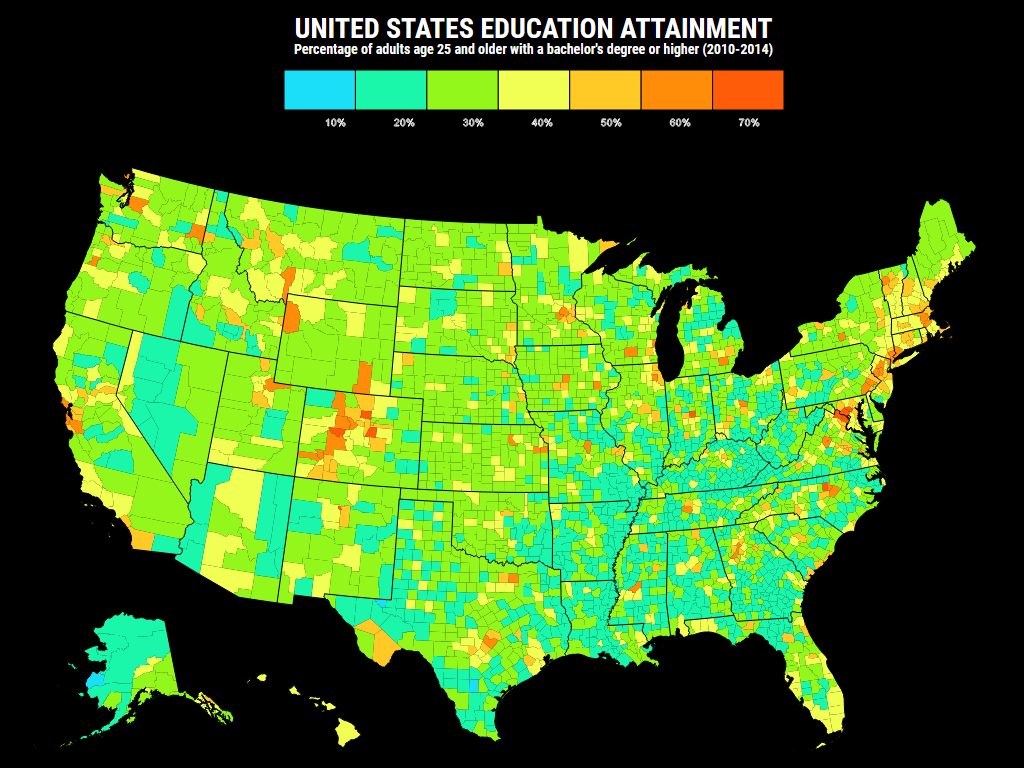 UNITED STATES EDUCATION ATTAINMENT
Percentage of adults age 25 and older with a bachelor's degree or higher (2010-2014)
10% 20% 30% 40% 50% 60% 70%